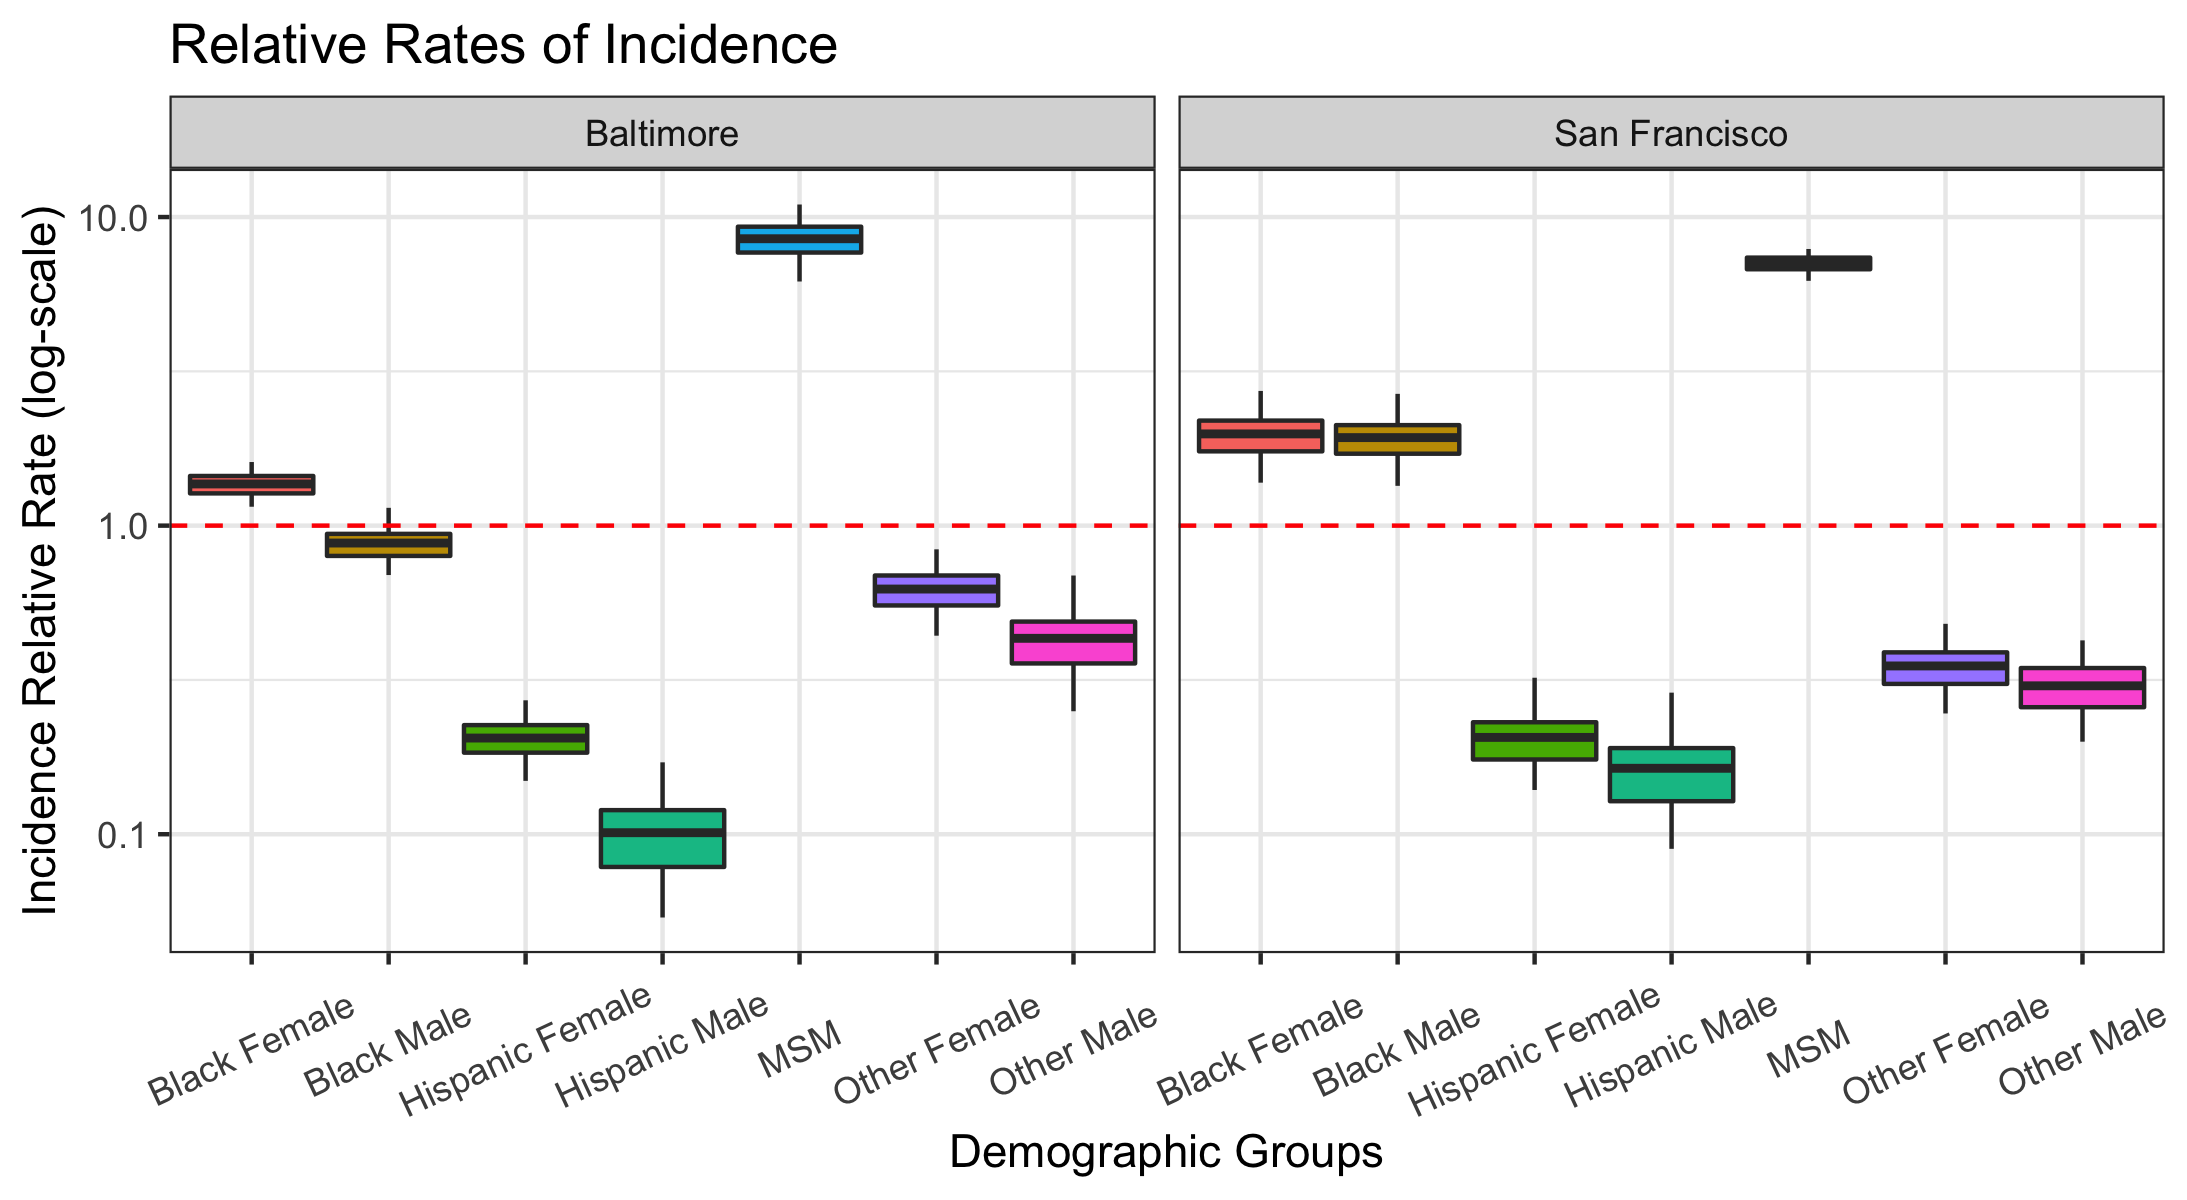 Relative Rates of Incidence
Baltimore
San Francisco
Incidence Relative Rate (log-scale)
10.0
1.0
0.1
Black Female
Black Male
Hispanic Female
Hispanic Male
MSM
Other Female
Other Male
Black Female
Black Male
Hispanic Female
Hispanic Male
MSM
Other Female
Other Male
Demographic Groups